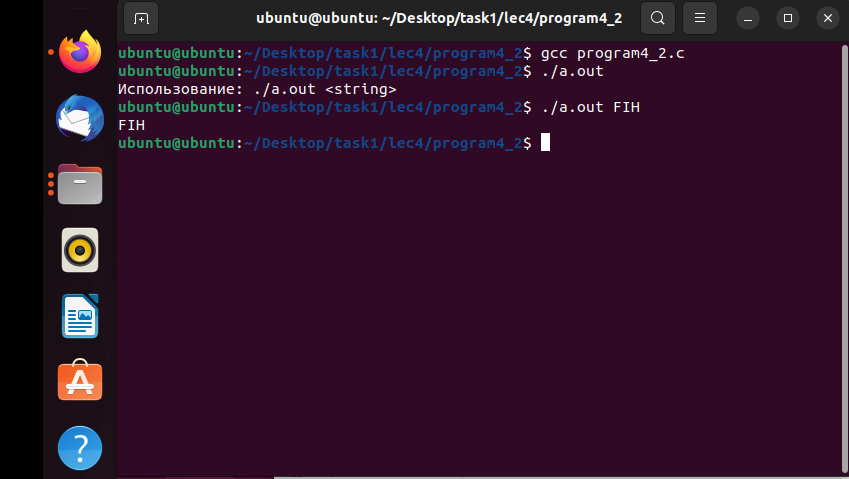 ubuntu@ubuntu: ~/Desktop/task1/lec4/program4_2
ubuntu@ubuntu:~/Desktop/task1/lec4/program4_2$ gcc program4_2.c
ubuntu@ubuntu:~/Desktop/task1/lec4/program4_2$ ./a.out
Использование: ./a.out <string>
ubuntu@ubuntu:~/Desktop/task1/lec4/program4_2$ ./a.out FIH
FIH
ubuntu@ubuntu:~/Desktop/task1/lec4/program4_2$